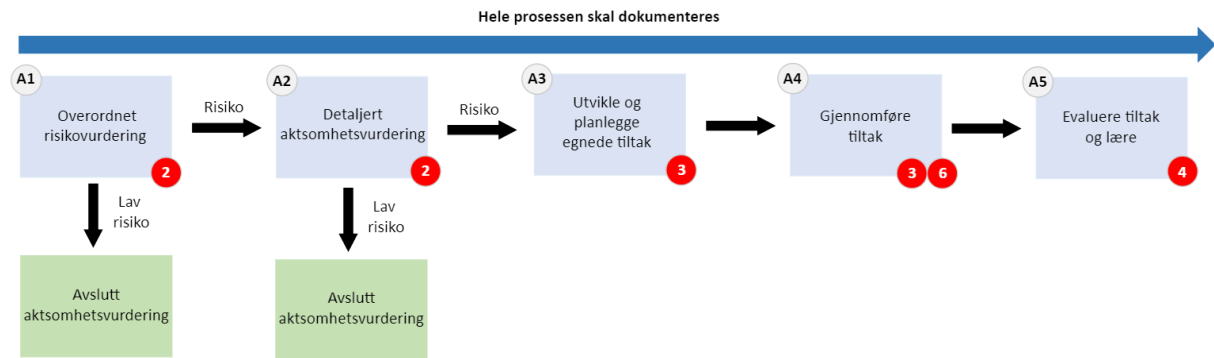 Hele prosessen skal dokumenteres
A1
Overordnet
risikovurdering
2
Risiko
A2
Detaljert
aktsomhetsvurdering
2
Risiko
A3
Utvikle og
planlegge
egnede tiltak
3
A4
Gjennomføre
tiltak
3 6
A5
Evaluere tiltak
og lære
4
Lav
risiko
Lav
risiko
Avslutt
aktsomhetsvurdering
Avslutt
aktsomhetsvurdering